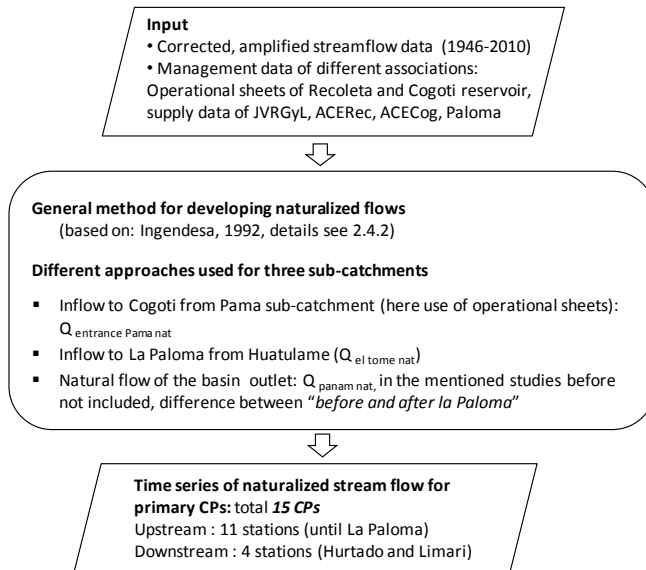 Input
• Corrected, amplified streamflow data (1946-2010)
• Management data of different associations:
Operational sheets of Recoleta and Cogoti reservoir,
supply data of JVRGyL, ACERec, ACECog, Paloma
General method for developing naturalized flows
(based on: Ingendesa, 1992, details see 2.4.2)
Different approaches used for three sub-catchments
▪ Inflow to Cogoti from Pama sub-catchment (here use of operational sheets):
Q entrance Pama nat
▪ Inflow to La Paloma from Huatulame (Q el tome nat)
▪ Natural flow of the basin outlet: Q panam nat, in the mentioned studies before
not included, difference between “before and after la Paloma”
Time series of naturalized stream flow for
primary CPs: total 15 CPs
Upstream : 11 stations (until La Paloma)
Downstream : 4 stations (Hurtado and Limari)